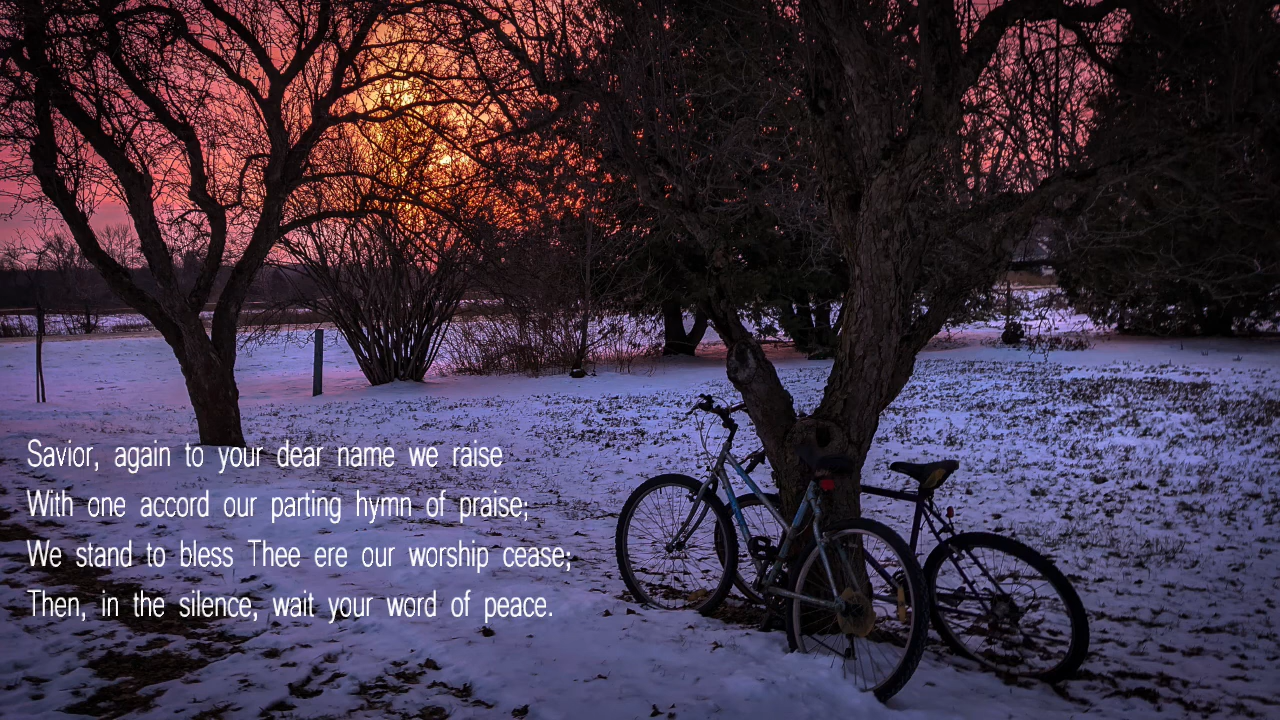 Savior, again to your dear name we raise
With one accord our parting hymn of praise;
We stand to bless Thee ere our worship cease;
Then, in the silence, wait your word of peace.